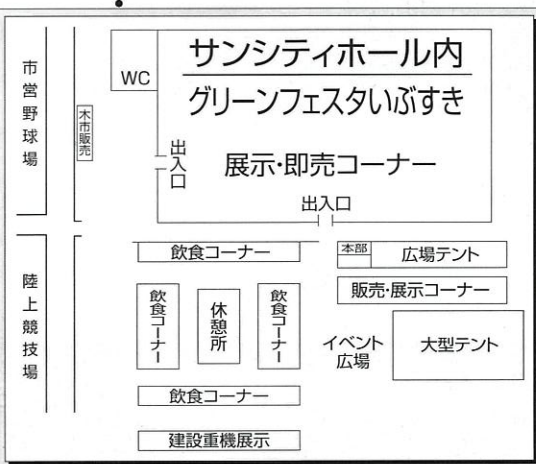 サンシティホール内
グリーンフェスタいぶすき
展示・即売コーナー
WC
市営野球場
木市販売
出入口
出入口
飲食コーナー
本部
広場テント
販売・展示コーナー
陸上競技場
飲食コーナー
休憩所
飲食コーナー
イベント
広場
大型テント
飲食コーナー
建設重機展示